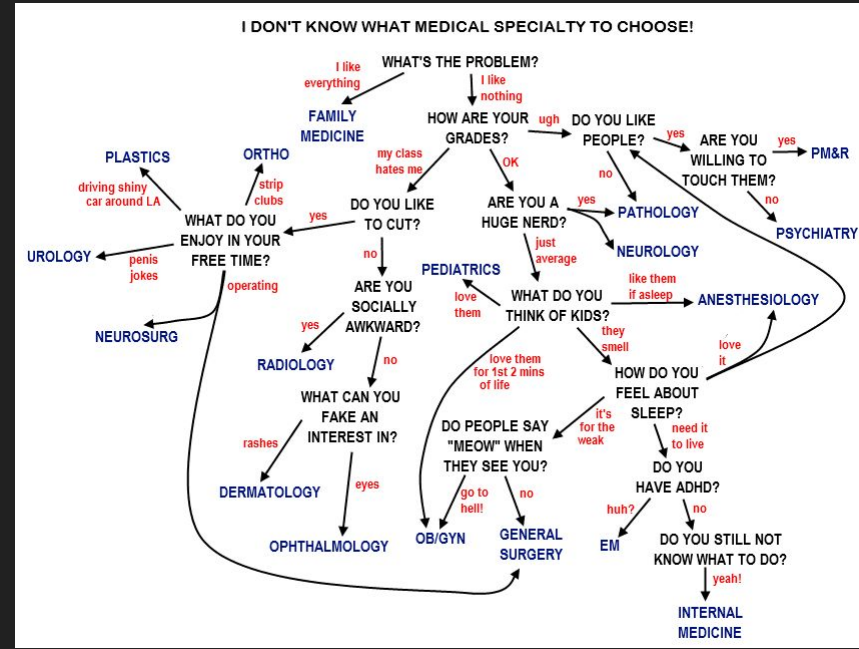 I DON'T KNOW WHAT MEDICAL SPECIALTY TO CHOOSE!
WHAT'S THE PROBLEM?
I like
everything
I like
nothing
FAMILY
MEDICINE
HOW ARE YOUR
GRADES?
ugh
DO YOU LIKE
PEOPLE?
yes
ARE YOU
WILLING TO
TOUCH THEM?
yes
PM&R
no
PSYCHIATRY
no
PATHOLOGY
my class
hates me
OK
PLASTICS
ORTHO
driving shiny
car around LA
strip
clubs
WHAT DO YOU
ENJOY IN YOUR
FREE TIME?
yes
DO YOU LIKE
TO CUT?
ARE YOU A
HUGE NERD?
yes
NEUROLOGY
UROLOGY
penis
jokes
operating
NEUROSURG
no
ARE YOU
SOCIALLY
AWKWARD?
yes
RADIOLOGY
no
WHAT CAN YOU
FAKE AN
INTEREST IN?
rashes
DERMATOLOGY
eyes
OPHTHALMOLOGY
just
average
PEDIATRICS
love
them
WHAT DO YOU
THINK OF KIDS?
like them
if asleep
ANESTHESIOLOGY
they
smell
love
it
love them
for 1st 2 mins
of life
HOW DO YOU
FEEL ABOUT
SLEEP?
it's
for the
weak
need it
to live
DO PEOPLE SAY
"MEOW" WHEN
THEY SEE YOU?
go to
hell!
no
OB/GYN
GENERAL
SURGERY
DO YOU
HAVE ADHD?
huh?
no
EM
DO YOU STILL NOT
KNOW WHAT TO DO?
yeah!
INTERNAL
MEDICINE